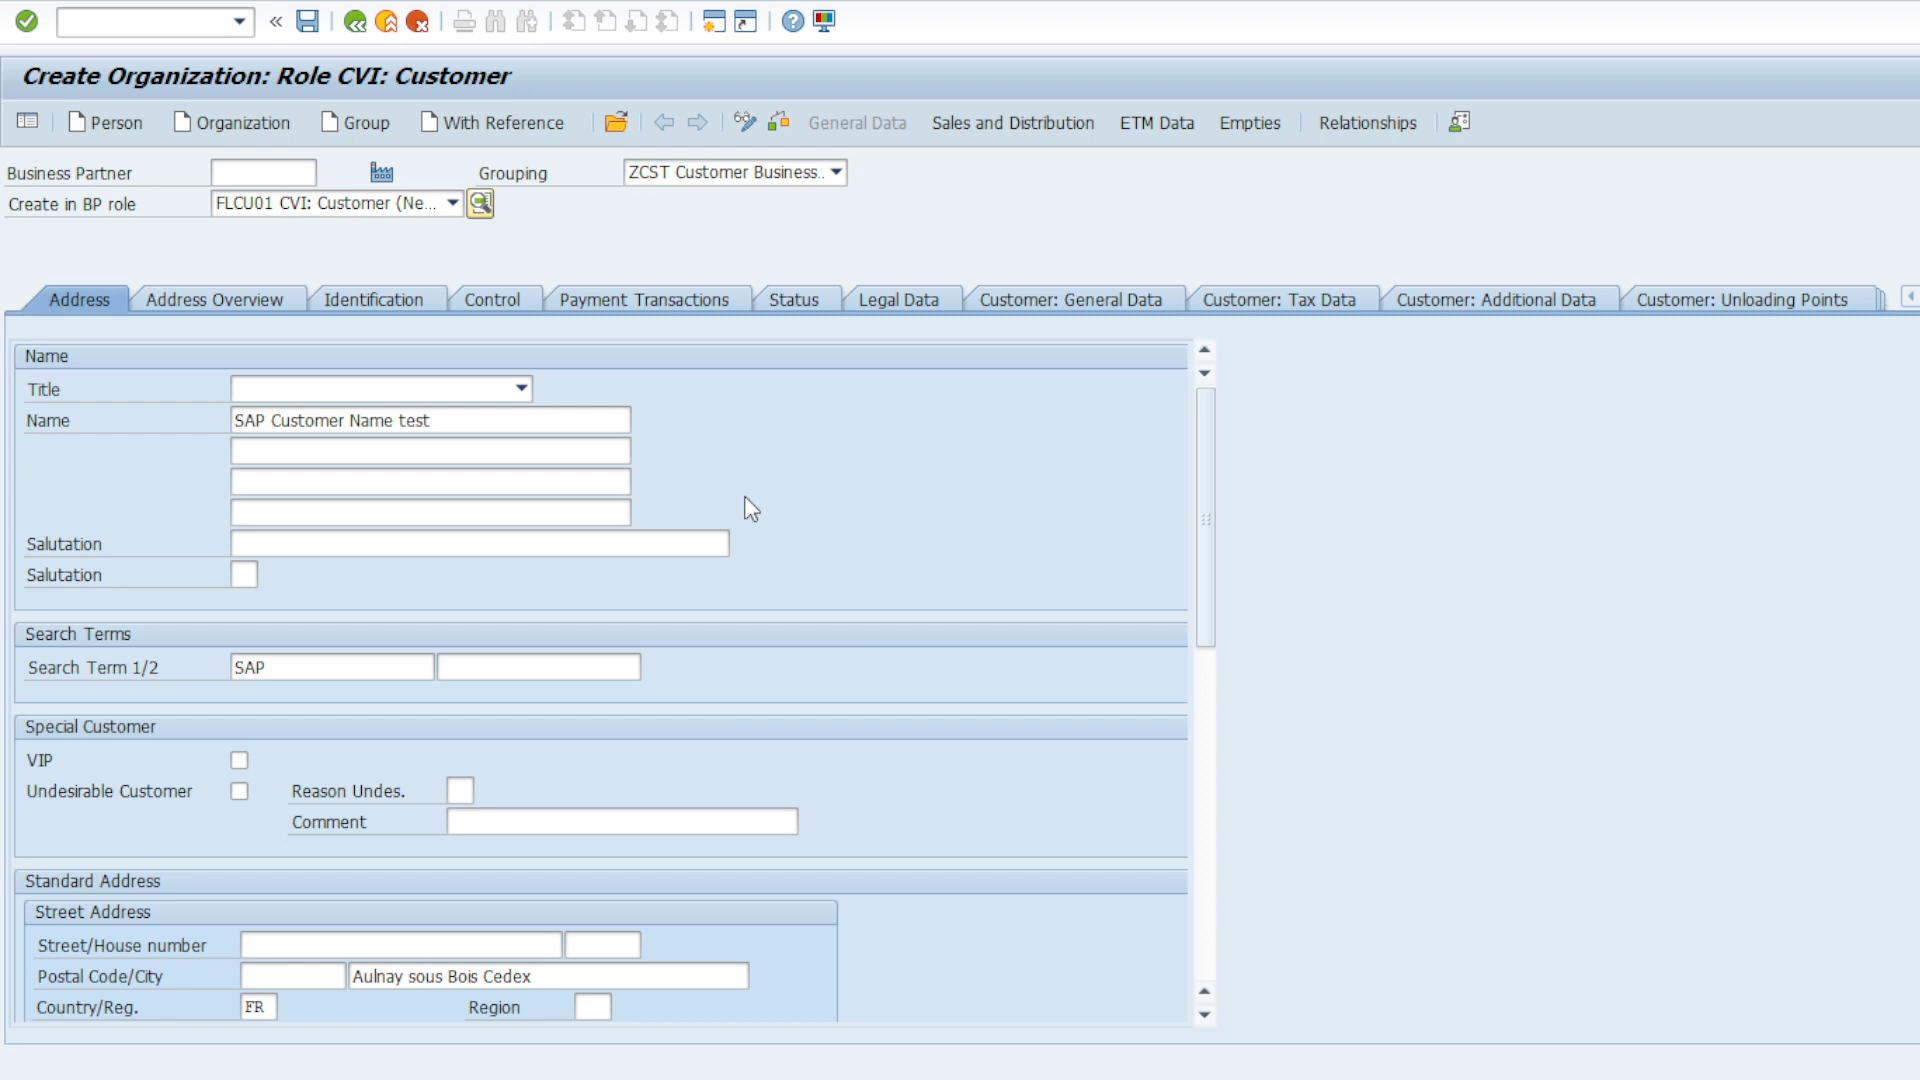 Create Organization: Role CVI: Customer
Person Organization Group With Reference General Data Sales and Distribution ETM Data Empties Relationships
Business Partner Grouping ZCST Customer Business..
Create in BP role FLCU01 CVI: Customer (Ne...
Address Address Overview Identification Control Payment Transactions Status Legal Data Customer: General Data Customer: Tax Data Customer: Additional Data Customer: Unloading Points
Name
Title
Name SAP Customer Name test
Salutation
Salutation
Search Terms
Search Term 1/2 SAP
Special Customer
VIP
Undesirable Customer Reason Undes.
Comment
Standard Address
Street Address
Street/House number
Postal Code/City Aulnay sous Bois Cedex
Country/Reg. FR Region